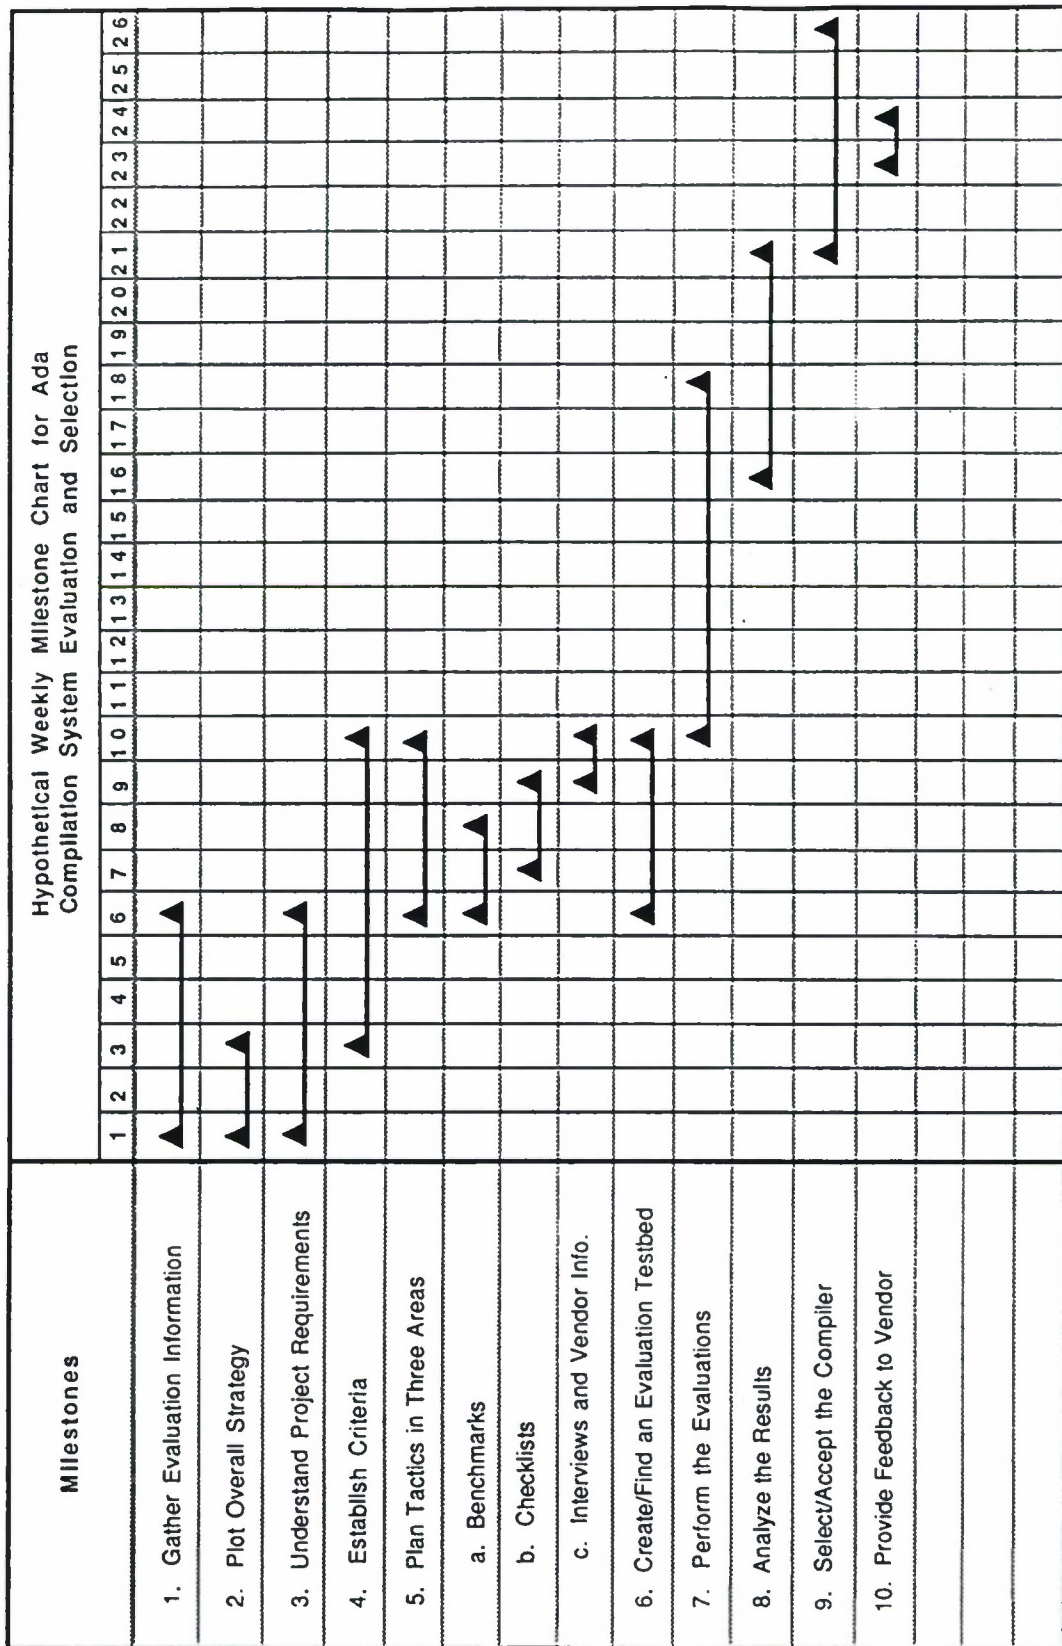 Hypothetical Weekly Milestone Chart for Ada
Compilation System Evaluation and Selection
Milestones
1 2 3 4 5 6 7 8 9 10 11 12 13 14 15 16 17 18 19 20 21 22 23 24 25 26
1. Gather Evaluation Information
2. Plot Overall Strategy
3. Understand Project Requirements
4. Establish Criteria
5. Plan Tactics in Three Areas
a. Benchmarks
b. Checklists
c. Interviews and Vendor Info.
6. Create/Find an Evaluation Testbed
7. Perform the Evaluations
8. Analyze the Results
9. Select/Accept the Compiler
10. Provide Feedback to Vendor